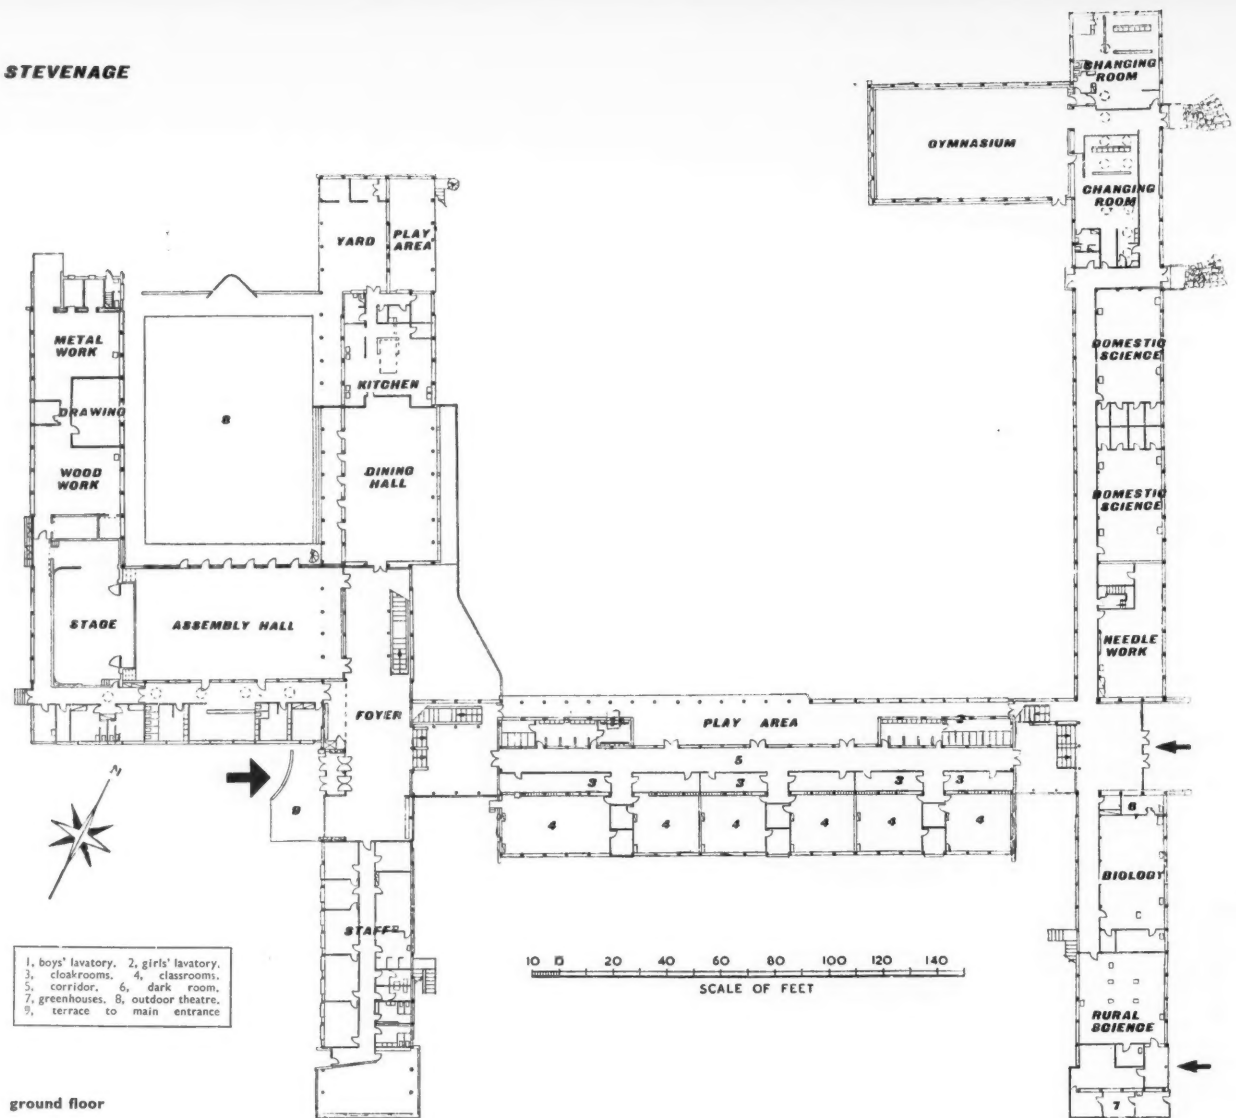 STEVENAGE
CHANGING
ROOM
GYMNASIUM
CHANGING
ROOM
YARD
PLAY
AREA
METAL
WORK
DRAWING
KITCHEN
8
WOOD
WORK
DINING
HALL
DOMESTIC
SCIENCE
DOMESTIC
SCIENCE
STAGE
ASSEMBLY HALL
NEEDLE
WORK
FOYER
PLAY AREA
2
5
3
3
3
3
9
4
4
4
4
4
4
6
N
BIOLOGY
STAFF
1, boys' lavatory. 2, girls' lavatory.
3, cloakrooms. 4, classrooms.
5, corridor. 6, dark room.
7, greenhouses. 8, outdoor theatre.
9, terrace to main entrance
10 0 20 40 60 80 100 120 140
SCALE OF FEET
RURAL
SCIENCE
7
ground floor